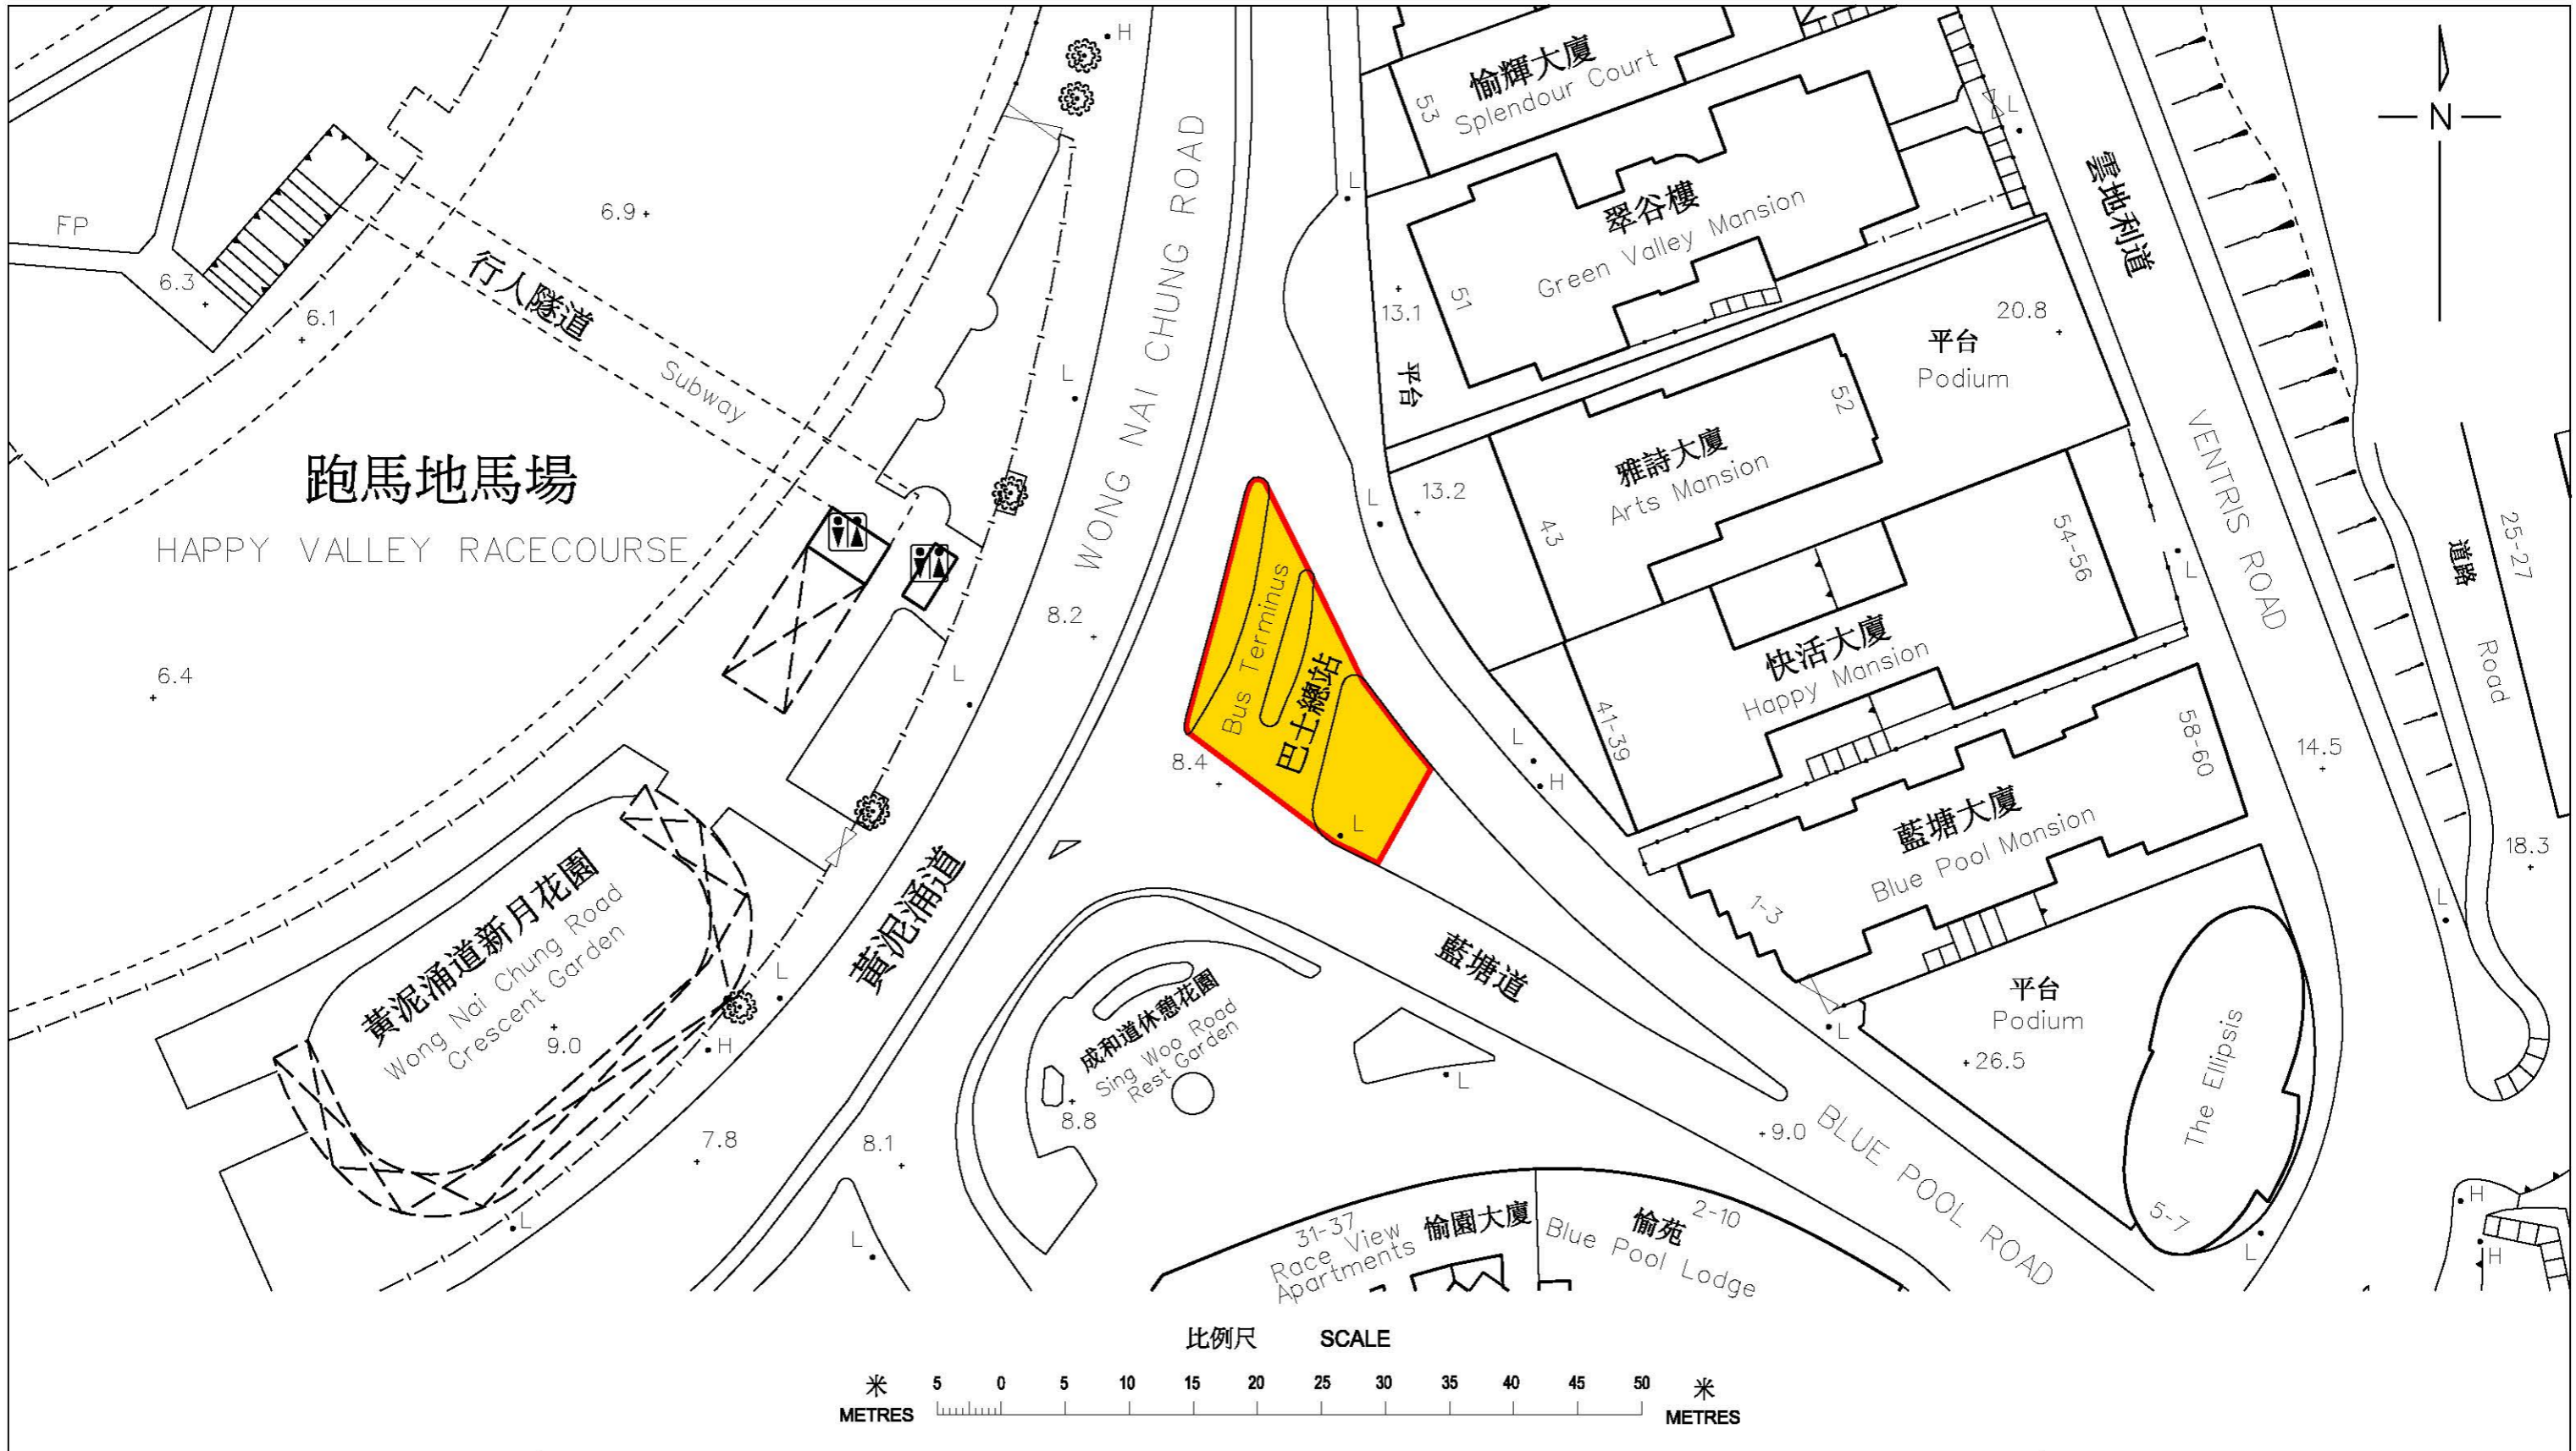 H
愉輝大廈
Splendour Court
53
L
N
翠谷樓
Green Valley Mansion
51
L
雲地利道
FP
6.9
6.3
6.1
行人隧道
Subway
WONG NAI CHUNG ROAD
L
13.1
平台
20.8
平台
Podium
52
雅詩大廈
Arts Mansion
43
VENTRIS ROAD
跑馬地馬場
HAPPY VALLEY RACECOURSE
L
13.2
54-56
L
道路
Road
25-27
8.2
Bus Terminus
巴士總站
快活大廈
Happy Mansion
41-39
6.4
L
8.4
L
H
58-60
14.5
L
藍塘大廈
Blue Pool Mansion
1-3
18.3
L
黃泥涌道新月花園
Wong Nai Chung Road
Crescent Garden
9.0
黃泥涌道
L
H
藍塘道
成和道休憩花園
Sing Woo Road
Rest Garden
8.8
L
平台
Podium
26.5
L
The Ellipsis
5-7
L
7.8
8.1
9.0
BLUE POOL ROAD
L
L
31-37
Race View
Apartments
愉園大廈
愉苑
2-10
Blue Pool Lodge
H
H
比例尺 SCALE
米 5 0 5 10 15 20 25 30 35 40 45 50 米
METRES METRES